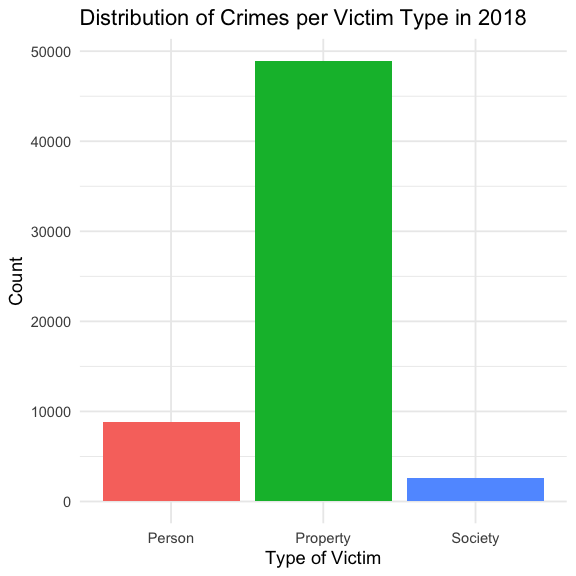 Distribution of Crimes per Victim Type in 2018
50000
40000
30000
20000
10000
0
Count
Person Property Society
Type of Victim